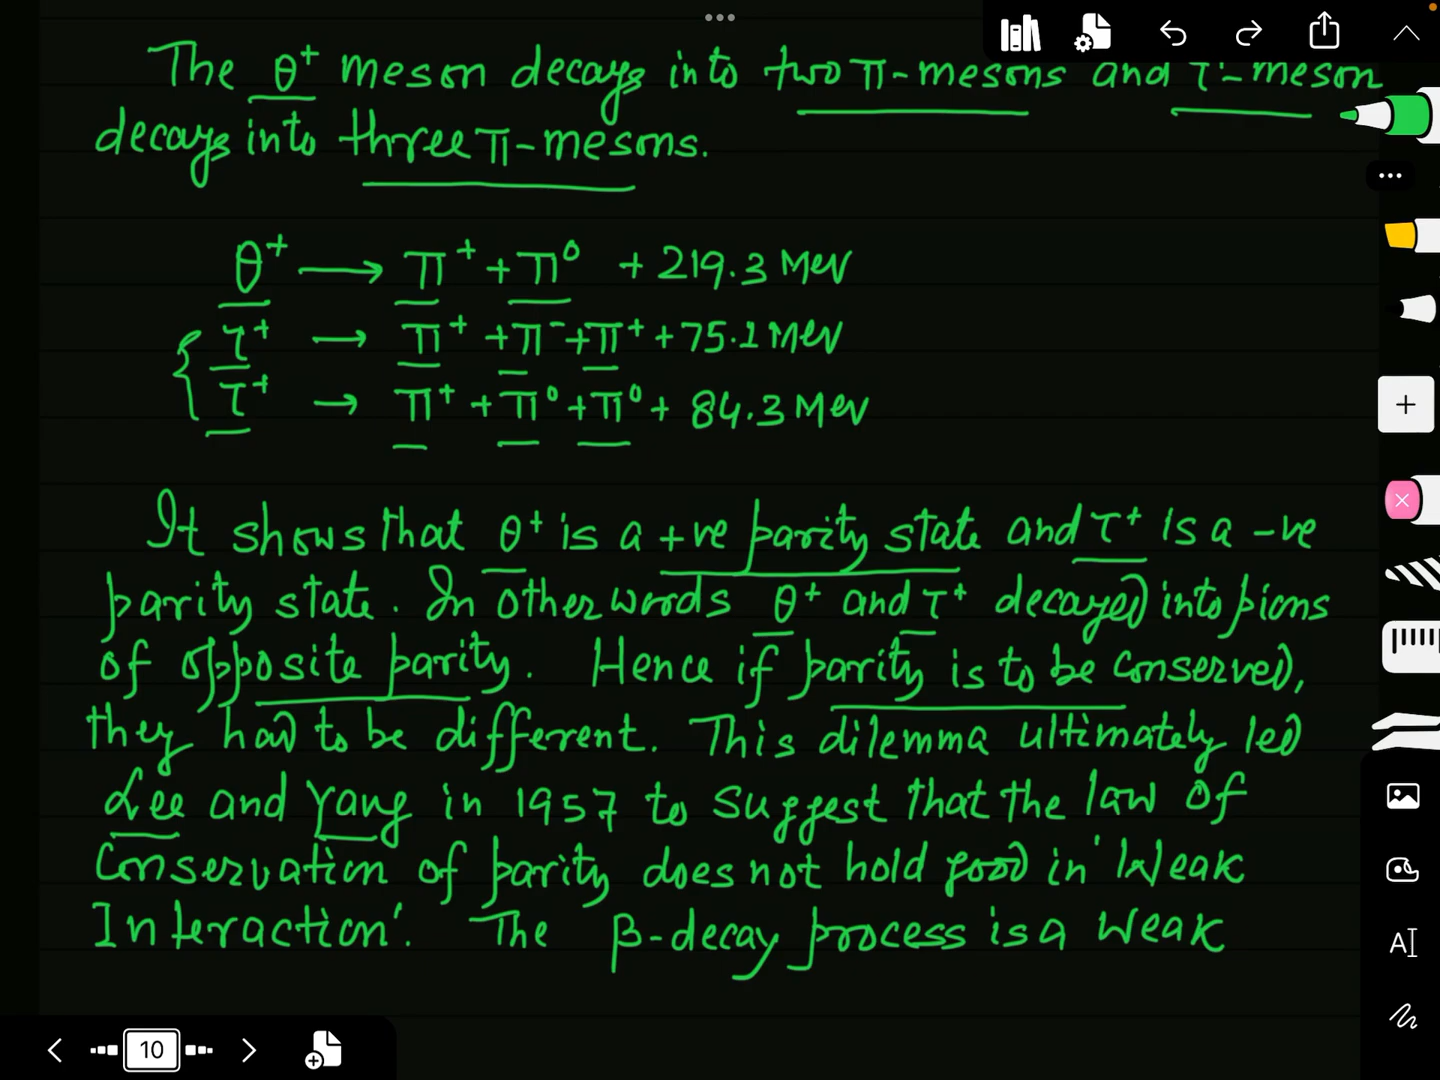 The θ⁺ meson decays into two π-mesons and τ-meson
decays into three π-mesons.
θ⁺ ⟶ π⁺ + π⁰ + 219.3 MeV
τ⁺ → π⁺ + π⁻ + π⁺ + 75.1 MeV
τ⁺ → π⁺ + π⁰ + π⁰ + 84.3 MeV
It shows that θ⁺ is a +ve parity state and τ⁺ is a -ve
parity state. In other words θ⁺ and τ⁺ decayed into pions
of opposite parity. Hence if parity is to be conserved,
they had to be different. This dilemma ultimately led
Lee and Yang in 1957 to suggest that the law of
Conservation of parity does not hold good in 'Weak
Interaction'. The β-decay process is a weak
10
A